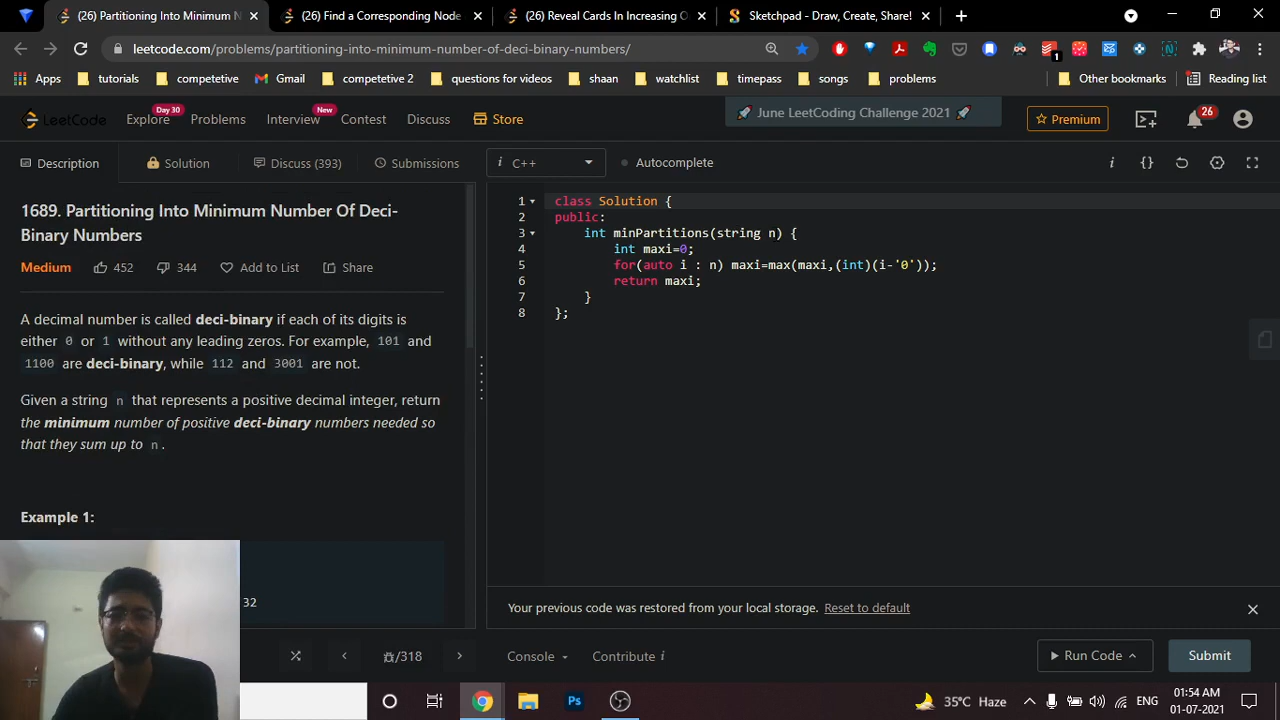 (26) Partitioning Into Minimum N
(26) Find a Corresponding Node
(26) Reveal Cards In Increasing O
Sketchpad - Draw, Create, Share!
leetcode.com/problems/partitioning-into-minimum-number-of-deci-binary-numbers/
1
Apps tutorials competetive Gmail competetive 2 questions for videos shaan watchlist timepass songs problems Other bookmarks Reading list
LeetCode Explore Day 30 Problems Interview New Contest Discuss Store
June LeetCoding Challenge 2021
Premium
26
Description Solution Discuss (393) Submissions
i C++ Autocomplete
i {}
1689. Partitioning Into Minimum Number Of Deci-
Binary Numbers
Medium 452 344 Add to List Share
A decimal number is called deci-binary if each of its digits is
either 0 or 1 without any leading zeros. For example, 101 and
1100 are deci-binary, while 112 and 3001 are not.
Given a string n that represents a positive decimal integer, return
the minimum number of positive deci-binary numbers needed so
that they sum up to n.
Example 1:
32
1 class Solution {
2 public:
3 int minPartitions(string n) {
4 int maxi=0;
5 for(auto i : n) maxi=max(maxi,(int)(i-'0'));
6 return maxi;
7 }
8 };
Your previous code was restored from your local storage. Reset to default
/318
Console Contribute i
Run Code Submit
Ps
35°C Haze
ENG
01:54 AM
01-07-2021